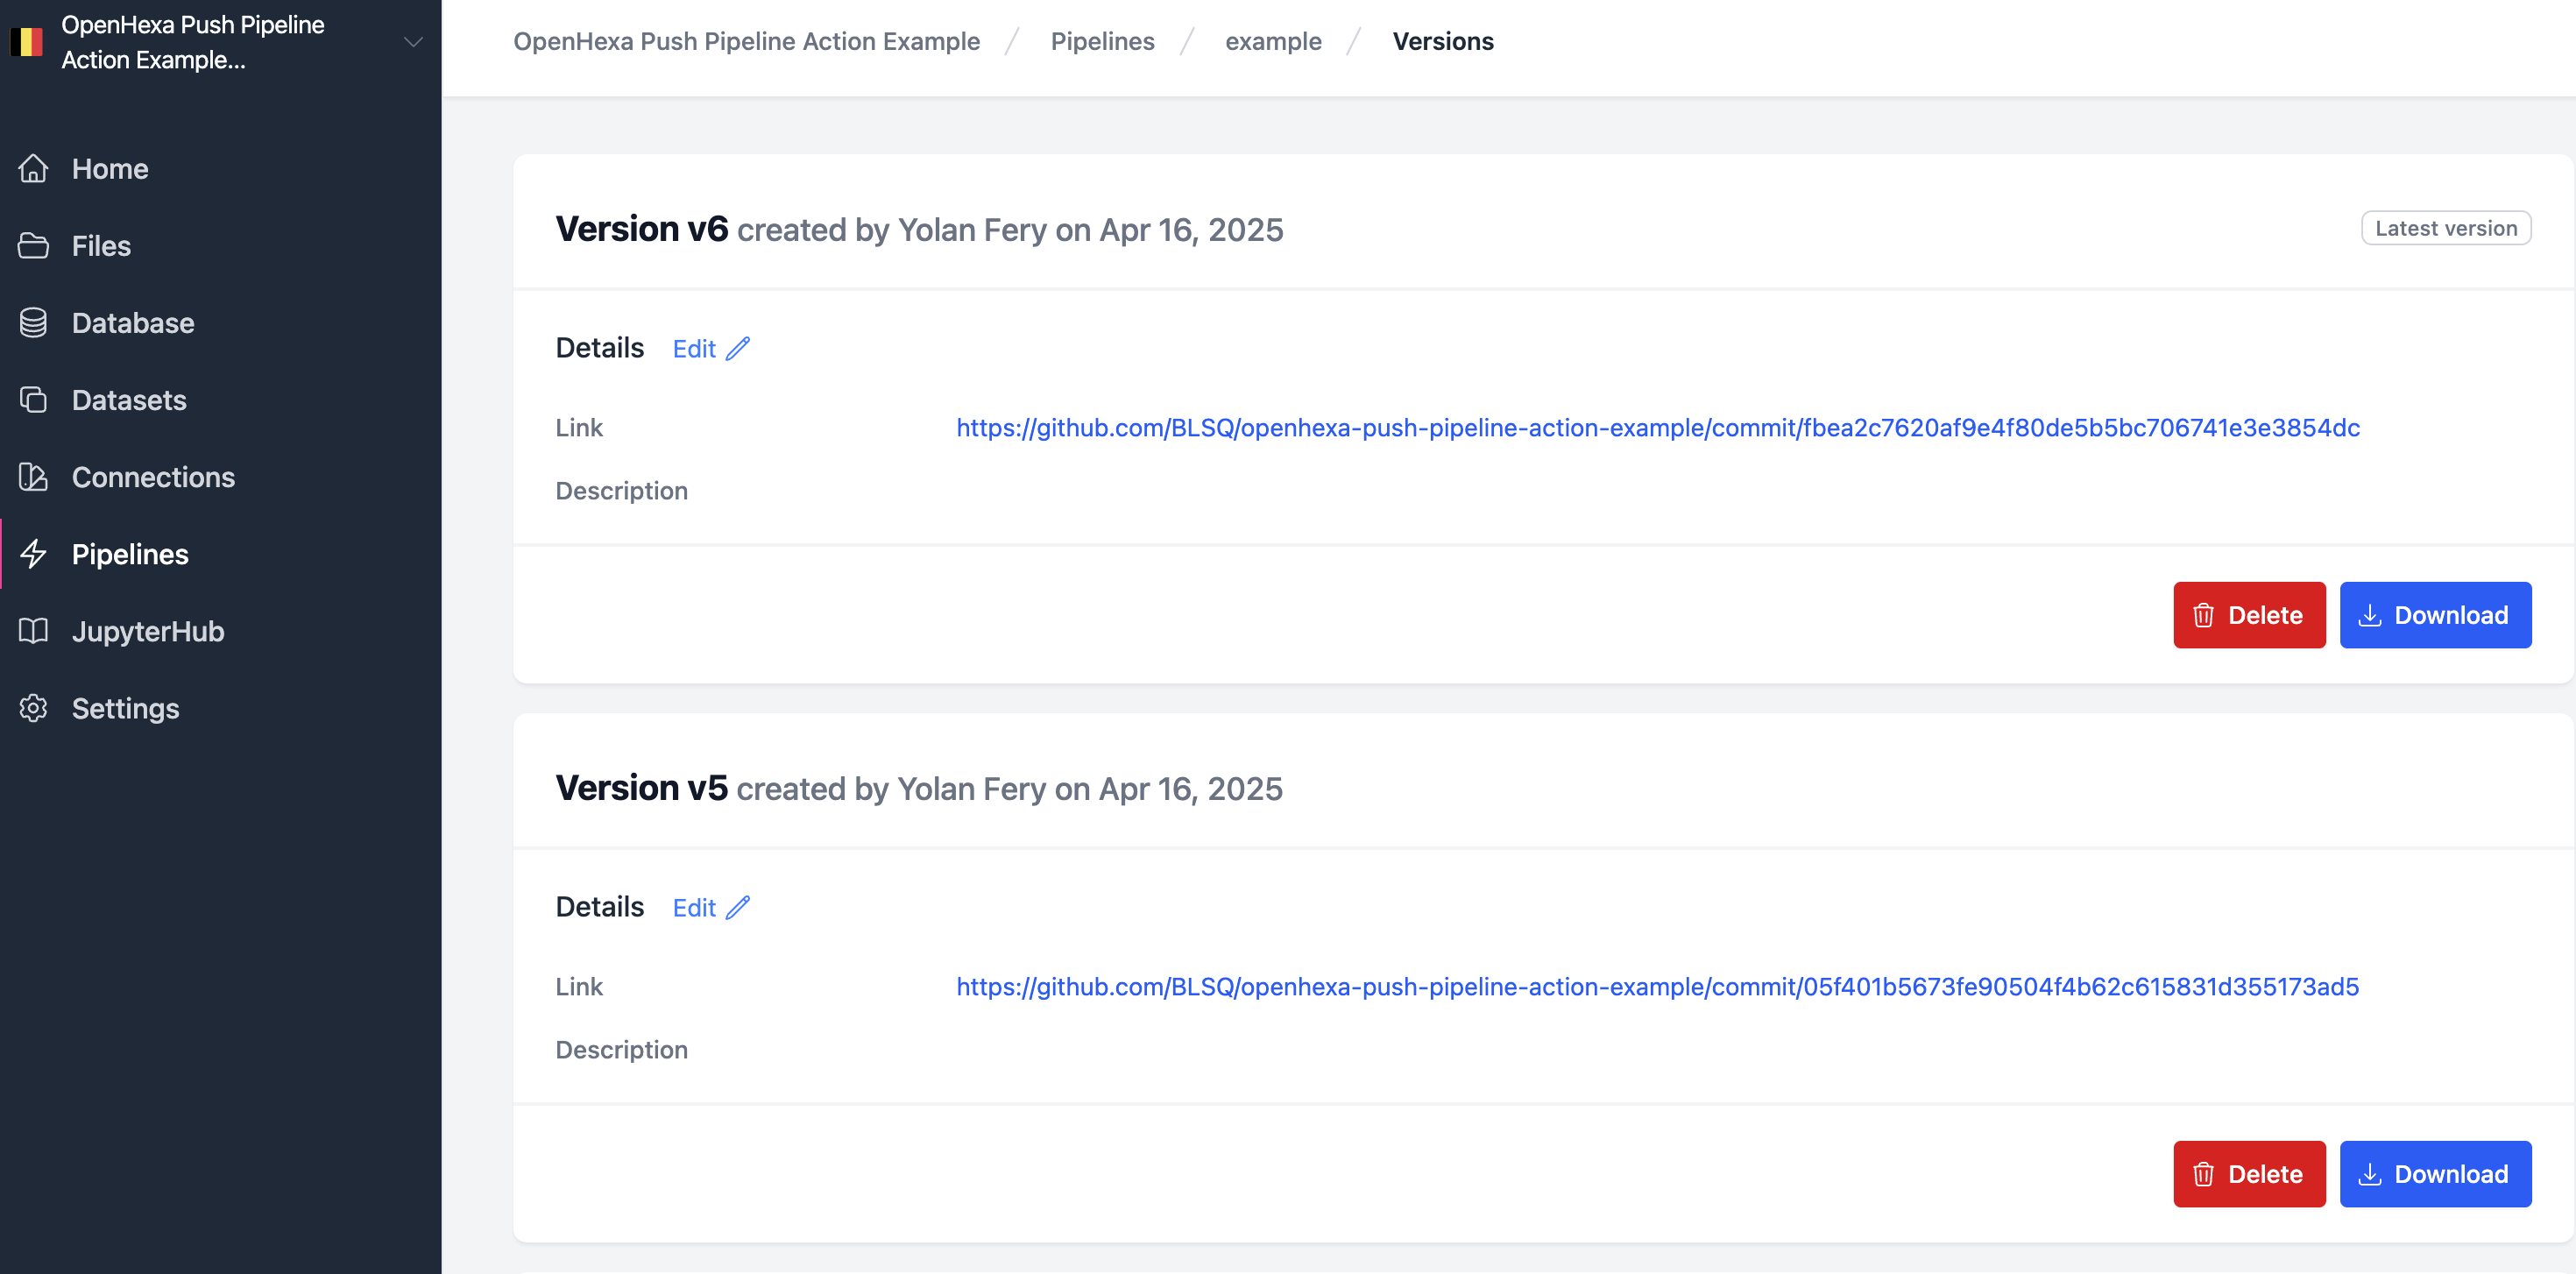 OpenHexa Push Pipeline
Action Example...
Home
Files
Database
Datasets
Connections
Pipelines
JupyterHub
Settings
OpenHexa Push Pipeline Action Example / Pipelines / example / Versions
Version v6 created by Yolan Fery on Apr 16, 2025
Latest version
Details Edit
Link https://github.com/BLSQ/openhexa-push-pipeline-action-example/commit/fbea2c7620af9e4f80de5b5bc706741e3e3854dc
Description
Delete Download
Version v5 created by Yolan Fery on Apr 16, 2025
Details Edit
Link https://github.com/BLSQ/openhexa-push-pipeline-action-example/commit/05f401b5673fe90504f4b62c615831d355173ad5
Description
Delete Download